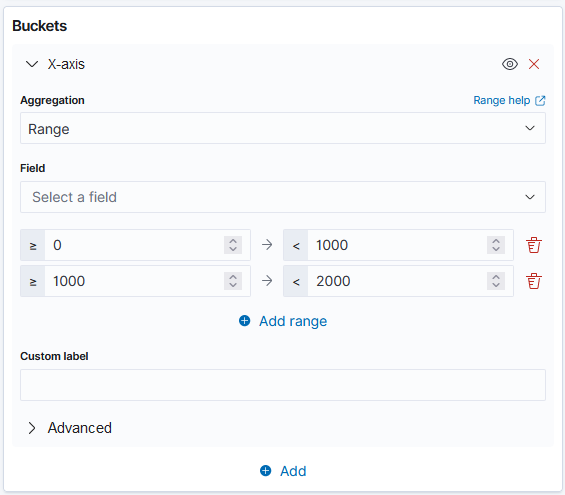 Buckets
X-axis
Aggregation Range help
Range
Field
Select a field
≥ 0 → < 1000
≥ 1000 → < 2000
Add range
Custom label
Advanced
Add